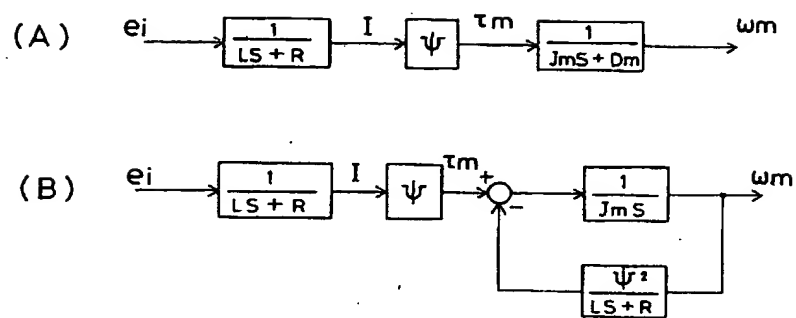 (A) ei 1/(LS + R) I ψ τm 1/(JmS + Dm) ωm
(B) ei 1/(LS + R) I ψ τm + - 1/(JmS) ωm
ψ²/(LS + R)